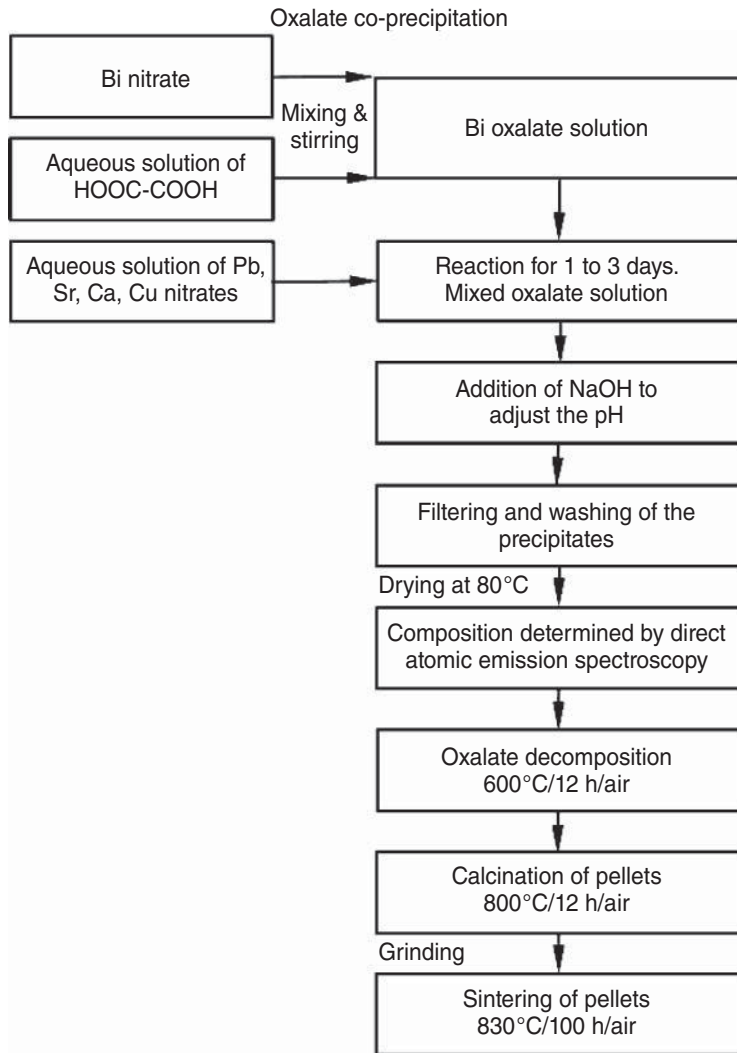 Oxalate co-precipitation
Bi nitrate
Mixing &
stirring
Bi oxalate solution
Aqueous solution of
HOOC-COOH
Aqueous solution of Pb,
Sr, Ca, Cu nitrates
Reaction for 1 to 3 days.
Mixed oxalate solution
Addition of NaOH to
adjust the pH
Filtering and washing of the
precipitates
Drying at 80°C
Composition determined by direct
atomic emission spectroscopy
Oxalate decomposition
600°C/12 h/air
Calcination of pellets
800°C/12 h/air
Grinding
Sintering of pellets
830°C/100 h/air